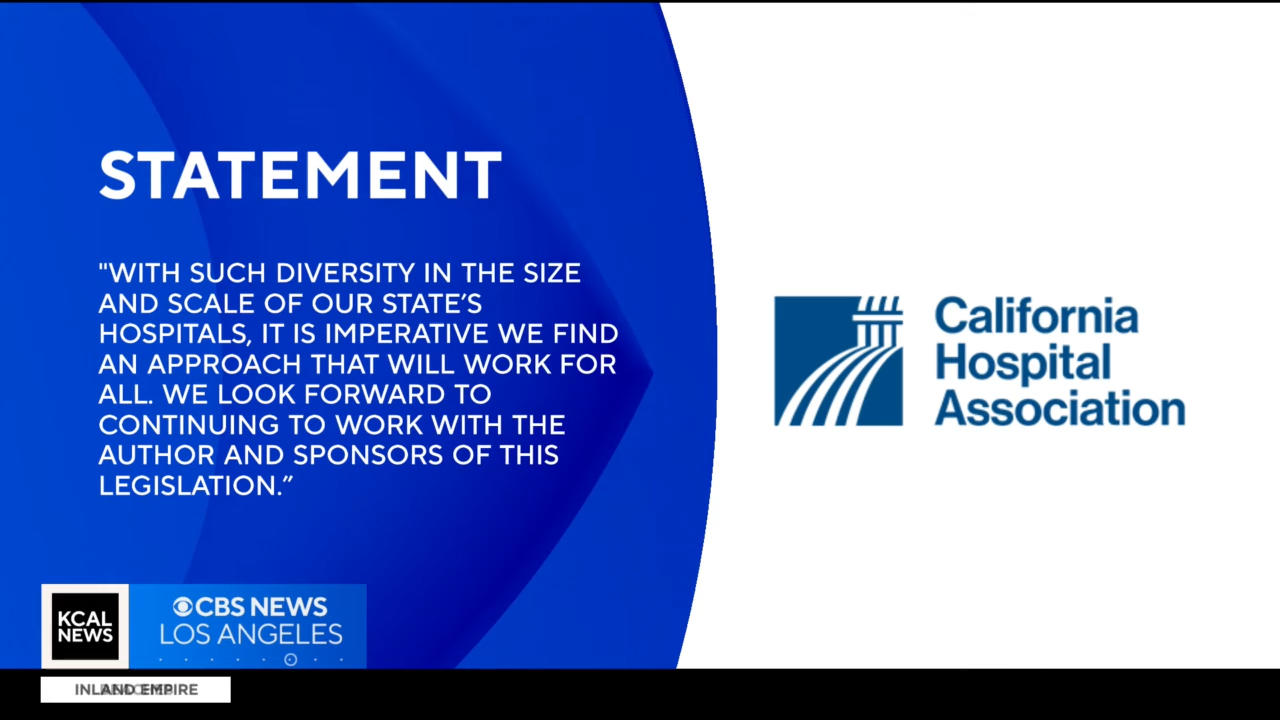 STATEMENT
"WITH SUCH DIVERSITY IN THE SIZE
AND SCALE OF OUR STATE'S
HOSPITALS, IT IS IMPERATIVE WE FIND
AN APPROACH THAT WILL WORK FOR
ALL. WE LOOK FORWARD TO
CONTINUING TO WORK WITH THE
AUTHOR AND SPONSORS OF THIS
LEGISLATION.”
California
Hospital
Association
KCAL
NEWS
CBS NEWS
LOS ANGELES
INLAND EMPIRE